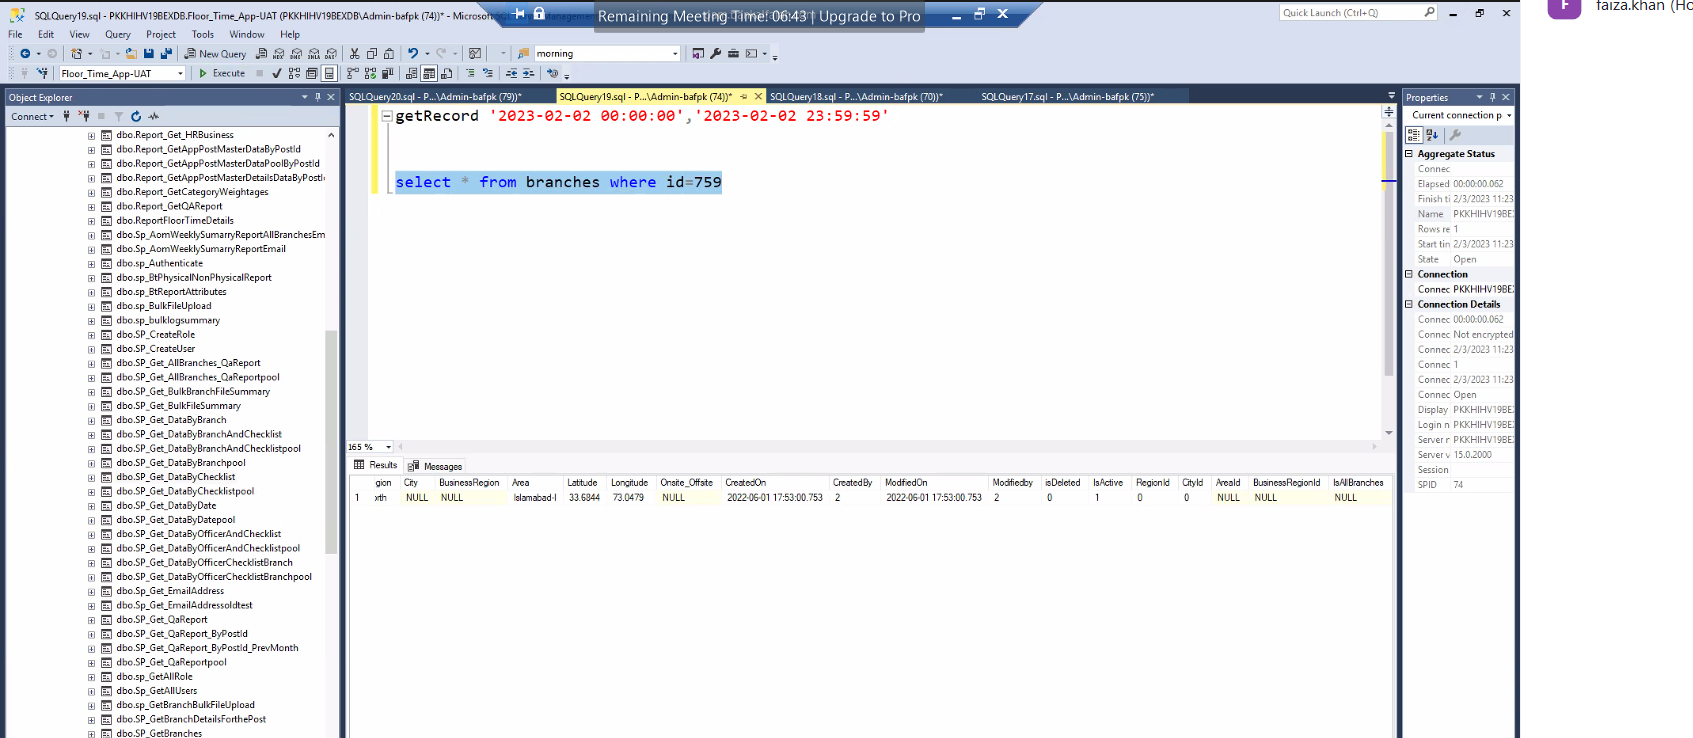 SQLQuery19.sql - PKKHIHV19BEXDB.Floor_Time_App-UAT (PKKHIHV19BEXDB\Admin-bafpk (74))* - Microsoft
Remaining Meeting Time: 06:43 | Upgrade to Pro
Quick Launch (Ctrl+Q)
faiza.khan (Ho
F
File Edit View Query Project Tools Window Help
New Query
morning
Floor_Time_App-UAT
Execute
Object Explorer
Connect
dbo.Report_Get_HRBusiness
dbo.Report_GetAppPostMasterDataByPostId
dbo.Report_GetAppPostMasterDataPoolByPostId
dbo.Report_GetAppPostMasterDetailsDataByPostI
dbo.Report_GetCategoryWeightages
dbo.Report_GetQAReport
dbo.ReportFloorTimeDetails
dbo.Sp_AomWeeklySumarryReportAllBranchesEm
dbo.Sp_AomWeeklySumarryReportEmail
dbo.sp_Authenticate
dbo.sp_BtPhysicalNonPhysicalReport
dbo.sp_BtReportAttributes
dbo.sp_BulkFileUpload
dbo.sp_bulklogsummary
dbo.SP_CreateRole
dbo.SP_CreateUser
dbo.SP_Get_AllBranches_QaReport
dbo.SP_Get_AllBranches_QaReportpool
dbo.SP_Get_BulkBranchFileSummary
dbo.SP_Get_BulkFileSummary
dbo.SP_Get_DataByBranch
dbo.SP_Get_DataByBranchAndChecklist
dbo.SP_Get_DataByBranchAndChecklistpool
dbo.SP_Get_DataByBranchpool
dbo.SP_Get_DataByChecklist
dbo.SP_Get_DataByChecklistpool
dbo.SP_Get_DataByDate
dbo.SP_Get_DataByDatepool
dbo.SP_Get_DataByOfficerAndChecklist
dbo.SP_Get_DataByOfficerAndChecklistpool
dbo.SP_Get_DataByOfficerChecklistBranch
dbo.SP_Get_DataByOfficerChecklistBranchpool
dbo.Sp_Get_EmailAddress
dbo.Sp_Get_EmailAddressoldtest
dbo.SP_Get_QaReport
dbo.SP_Get_QaReport_ByPostId
dbo.SP_Get_QaReport_ByPostId_PrevMonth
dbo.SP_Get_QaReportpool
dbo.sp_GetAllRole
dbo.Sp_GetAllUsers
dbo.sp_GetBranchBulkFileUpload
dbo.SP_GetBranchDetailsForthePost
dbo.SP_GetBranches
SQLQuery20.sql - P...\Admin-bafpk (79))*
SQLQuery19.sql - P...\Admin-bafpk (74))*
SQLQuery18.sql - P...\Admin-bafpk (70))*
SQLQuery17.sql - P...\Admin-bafpk (75))*
getRecord '2023-02-02 00:00:00','2023-02-02 23:59:59'
select * from branches where id=759
165 %
Results Messages
gion City BusinessRegion Area Latitude Longitude Onsite_Offsite CreatedOn CreatedBy ModifiedOn Modifiedby isDeleted IsActive RegionId CityId AreaId BusinessRegionId IsAllBranches
1 xth NULL NULL Islamabad-I 33.6844 73.0479 NULL 2022-06-01 17:53:00.753 2 2022-06-01 17:53:00.753 2 0 1 0 0 NULL NULL NULL
Properties
Current connection p
Aggregate Status
Connec
Elapsed 00:00:00.062
Finish ti 2/3/2023 11:23
Name PKKHIHV19BE
Rows re 1
Start tin 2/3/2023 11:23
State Open
Connection
Connec PKKHIHV19BE
Connection Details
Connec 00:00:00.062
Connec Not encrypted
Connec 2/3/2023 11:23
Connec 1
Connec 2/3/2023 11:23
Connec Open
Display PKKHIHV19BE
Login n PKKHIHV19BE
Server r PKKHIHV19BE
Server v 15.0.2000
Session
SPID 74